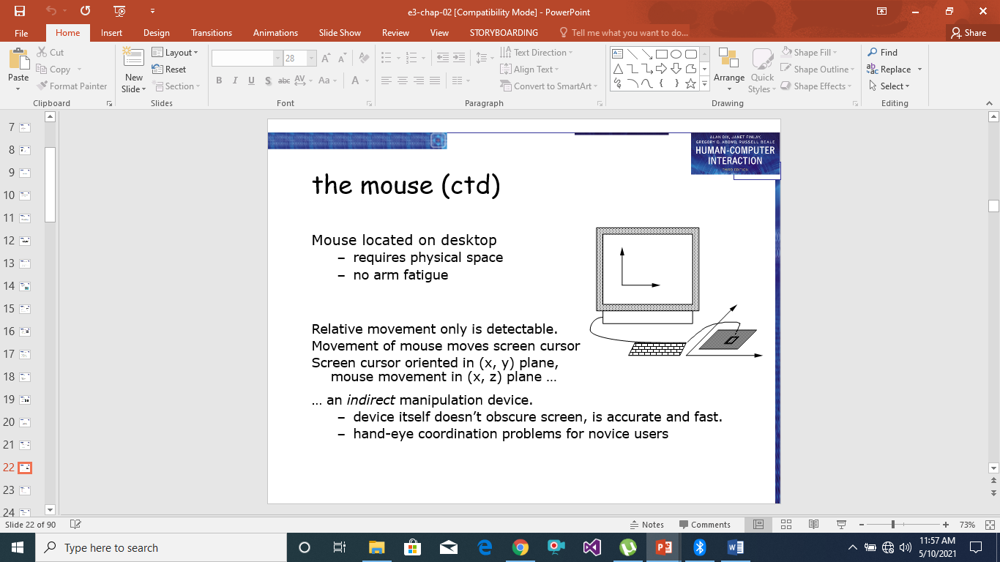 e3-chap-02 [Compatibility Mode] - PowerPoint
File Home Insert Design Transitions Animations Slide Show Review View STORYBOARDING Tell me what you want to do... Share
Paste
Cut
Copy
Format Painter
Clipboard
New Slide
Layout
Reset
Section
Slides
28
B I U S abc AV Aa A
Font
Text Direction
Align Text
Convert to SmartArt
Paragraph
Arrange
Quick Styles
Shape Fill
Shape Outline
Shape Effects
Drawing
Find
Replace
Select
Editing
7
8
9
10
11
12
13
14
15
16
17
18
19
20
21
22
23
24
ALAN DIX, JANET FINLAY,
GREGORY D. ABOWD, RUSSELL BEALE
HUMAN-COMPUTER
INTERACTION
THIRD EDITION
the mouse (ctd)
Mouse located on desktop
– requires physical space
– no arm fatigue
Relative movement only is detectable.
Movement of mouse moves screen cursor
Screen cursor oriented in (x, y) plane,
mouse movement in (x, z) plane …
… an indirect manipulation device.
– device itself doesn’t obscure screen, is accurate and fast.
– hand-eye coordination problems for novice users
Slide 22 of 90 Notes Comments 73%
Type here to search
11:57 AM
5/10/2021